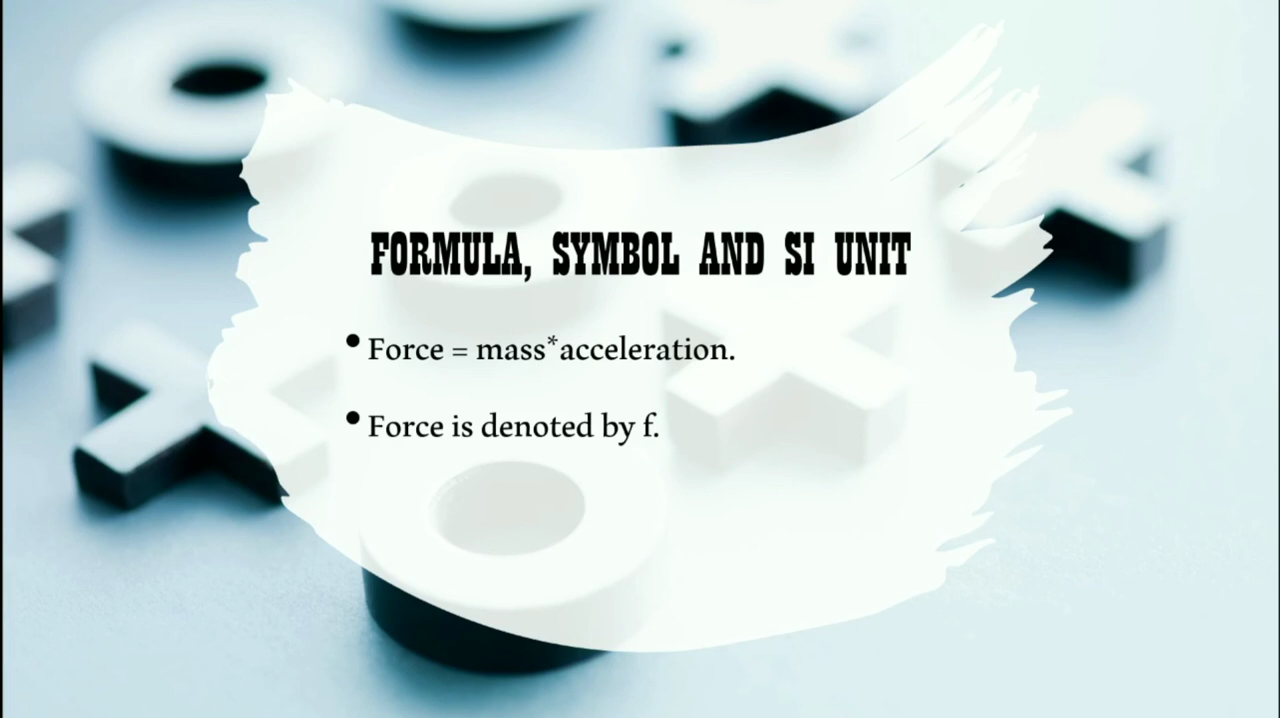 FORMULA, SYMBOL AND SI UNIT
• Force = mass*acceleration.
• Force is denoted by f.